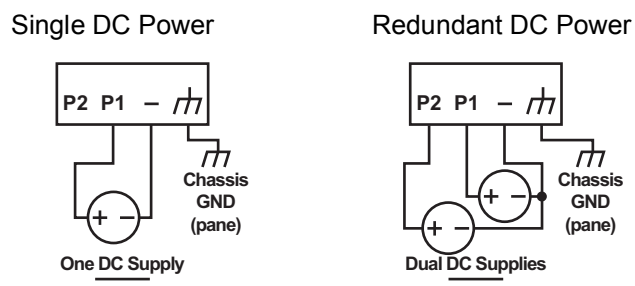 Single DC Power
P2 P1 –
Chassis
GND
(pane)
+ –
One DC Supply
Redundant DC Power
P2 P1 –
Chassis
GND
(pane)
+ –
+ –
Dual DC Supplies